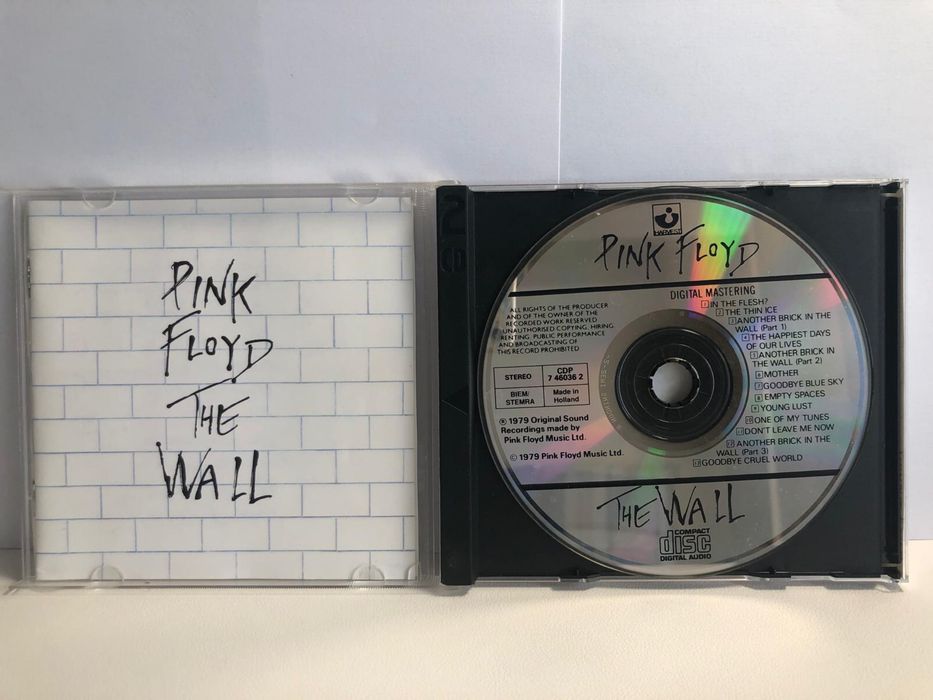 PINK
FLOYD
THE
WALL
HARVEST
PINK FLOYD
DIGITAL MASTERING
ALL RIGHTS OF THE PRODUCER
AND OF THE OWNER OF THE
RECORDED WORK RESERVED
UNAUTHORISED COPYING, HIRING
RENTING PUBLIC PERFORMANCE
AND BROADCASTING OF
THIS RECORD PROHIBITED
STEREO
CDP
7 46036 2
BIEM/
STEMRA
Made in
Holland
℗ 1979 Original Sound
Recordings made by
Pink Floyd Music Ltd.
© 1979 Pink Floyd Music Ltd.
1 IN THE FLESH?
2 THE THIN ICE
3 ANOTHER BRICK IN THE
WALL (Part 1)
4 THE HAPPIEST DAYS
OF OUR LIVES
5 ANOTHER BRICK IN
THE WALL (Part 2)
6 MOTHER
7 GOODBYE BLUE SKY
8 EMPTY SPACES
9 YOUNG LUST
10 ONE OF MY TUNES
11 DON'T LEAVE ME NOW
12 ANOTHER BRICK IN THE
WALL (Part 3)
13 GOODBYE CRUEL WORLD
THE WALL
COMPACT
disc
DIGITAL AUDIO